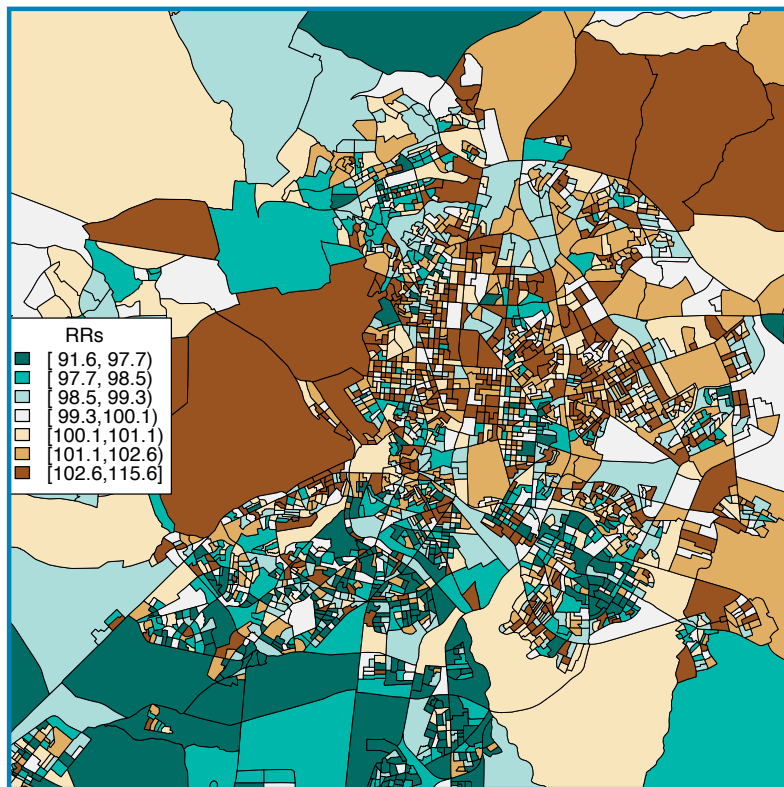 RRs
[ 91.6, 97.7)
[ 97.7, 98.5)
[ 98.5, 99.3)
[ 99.3,100.1)
[100.1,101.1)
[101.1,102.6)
[102.6,115.6]